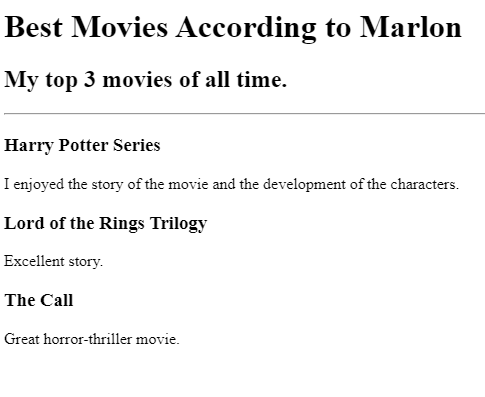 Best Movies According to Marlon
My top 3 movies of all time.
Harry Potter Series
I enjoyed the story of the movie and the development of the characters.
Lord of the Rings Trilogy
Excellent story.
The Call
Great horror-thriller movie.